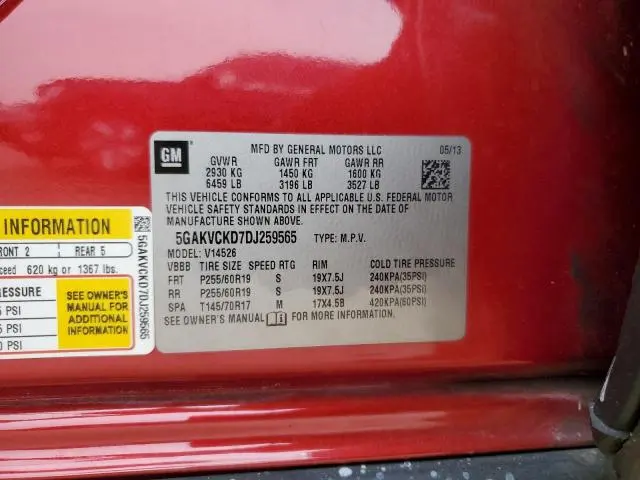 GM
MFD BY GENERAL MOTORS LLC 05/13
GVWR GAWR FRT GAWR RR
2930 KG 1450 KG 1600 KG
6459 LB 3196 LB 3527 LB
THIS VEHICLE CONFORMS TO ALL APPLICABLE U.S. FEDERAL MOTOR
VEHICLE SAFETY STANDARDS IN EFFECT ON THE DATE OF
MANUFACTURE SHOWN ABOVE.
5GAKVCKD7DJ259565 TYPE: M.P.V.
MODEL: V14526
VBBB TIRE SIZE SPEED RTG RIM COLD TIRE PRESSURE
FRT P255/60R19 S 19X7.5J 240KPA(35PSI)
RR P255/60R19 S 19X7.5J 240KPA(35PSI)
SPA T145/70R17 M 17X4.5B 420KPA(60PSI)
SEE OWNER'S MANUAL FOR MORE INFORMATION.
INFORMATION
RONT 2 REAR 5
xceed 620 kg or 1367 lbs.
ESSURE
5 PSI
5 PSI
0 PSI
SEE OWNER'S
MANUAL FOR
ADDITIONAL
INFORMATION
5GAKVCKD7DJ259565